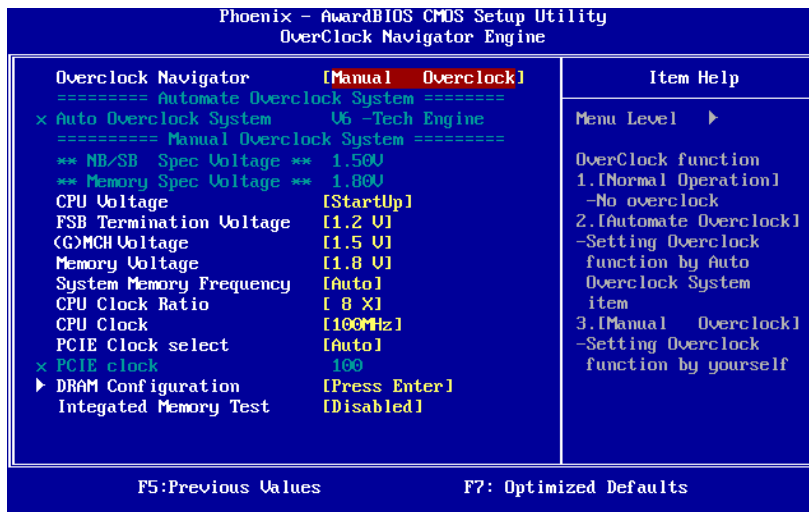 Phoenix - AwardBIOS CMOS Setup Utility
OverClock Navigator Engine
Overclock Navigator [Manual Overclock]
========= Automate Overclock System ========
x Auto Overclock System V6 -Tech Engine
========== Manual Overclock System =========
** NB/SB Spec Voltage ** 1.50V
** Memory Spec Voltage ** 1.80V
CPU Voltage [StartUp]
FSB Termination Voltage [1.2 V]
(G)MCH Voltage [1.5 V]
Memory Voltage [1.8 V]
System Memory Frequency [Auto]
CPU Clock Ratio [ 8 X]
CPU Clock [100MHz]
PCIE Clock select [Auto]
x PCIE clock 100
DRAM Configuration [Press Enter]
Integated Memory Test [Disabled]
Item Help
Menu Level
OverClock function
1.[Normal Operation]
-No overclock
2.[Automate Overclock]
-Setting Overclock
function by Auto
Overclock System
item
3.[Manual Overclock]
-Setting Overclock
function by yourself
F5:Previous Values F7: Optimized Defaults